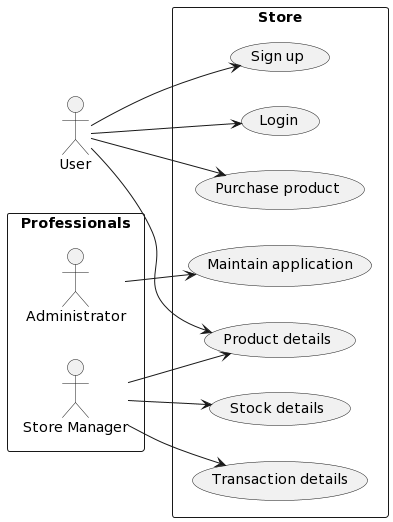 Store
Sign up
Login
User
Purchase product
Professionals
Maintain application
Administrator
Product details
Stock details
Store Manager
Transaction details